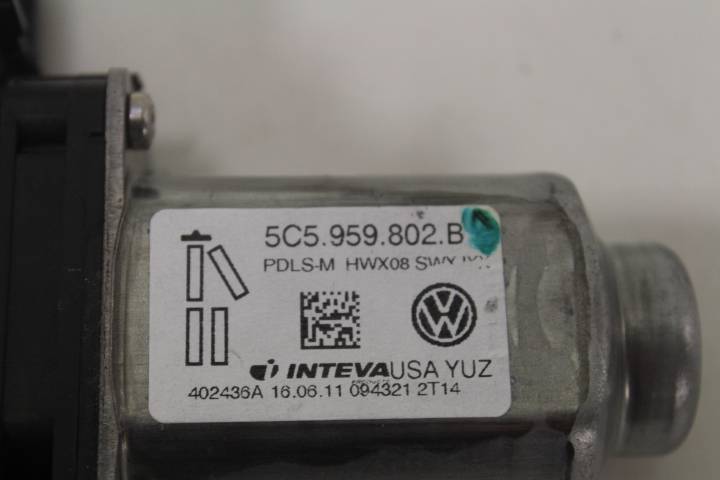 5C5.959.802.B
PDLS-M HWX08
INTEVA USA YUZ
402436A 16.06.11 094321 2T14